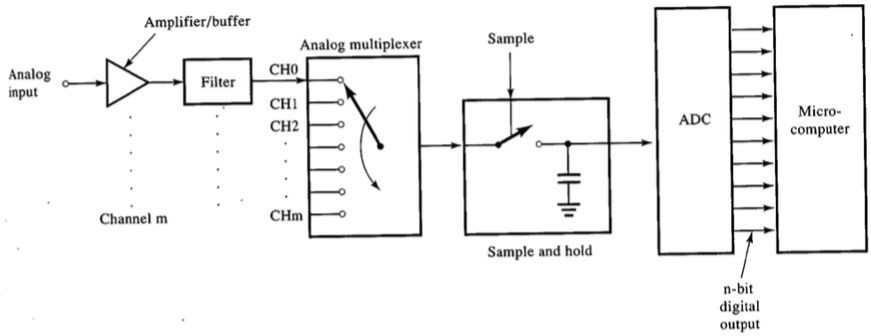 Amplifier/buffer
Analog multiplexer
Sample
Analog
input
Filter
CH0
CH1
CH2
CHm
Channel m
ADC
Micro-
computer
Sample and hold
n-bit
digital
output